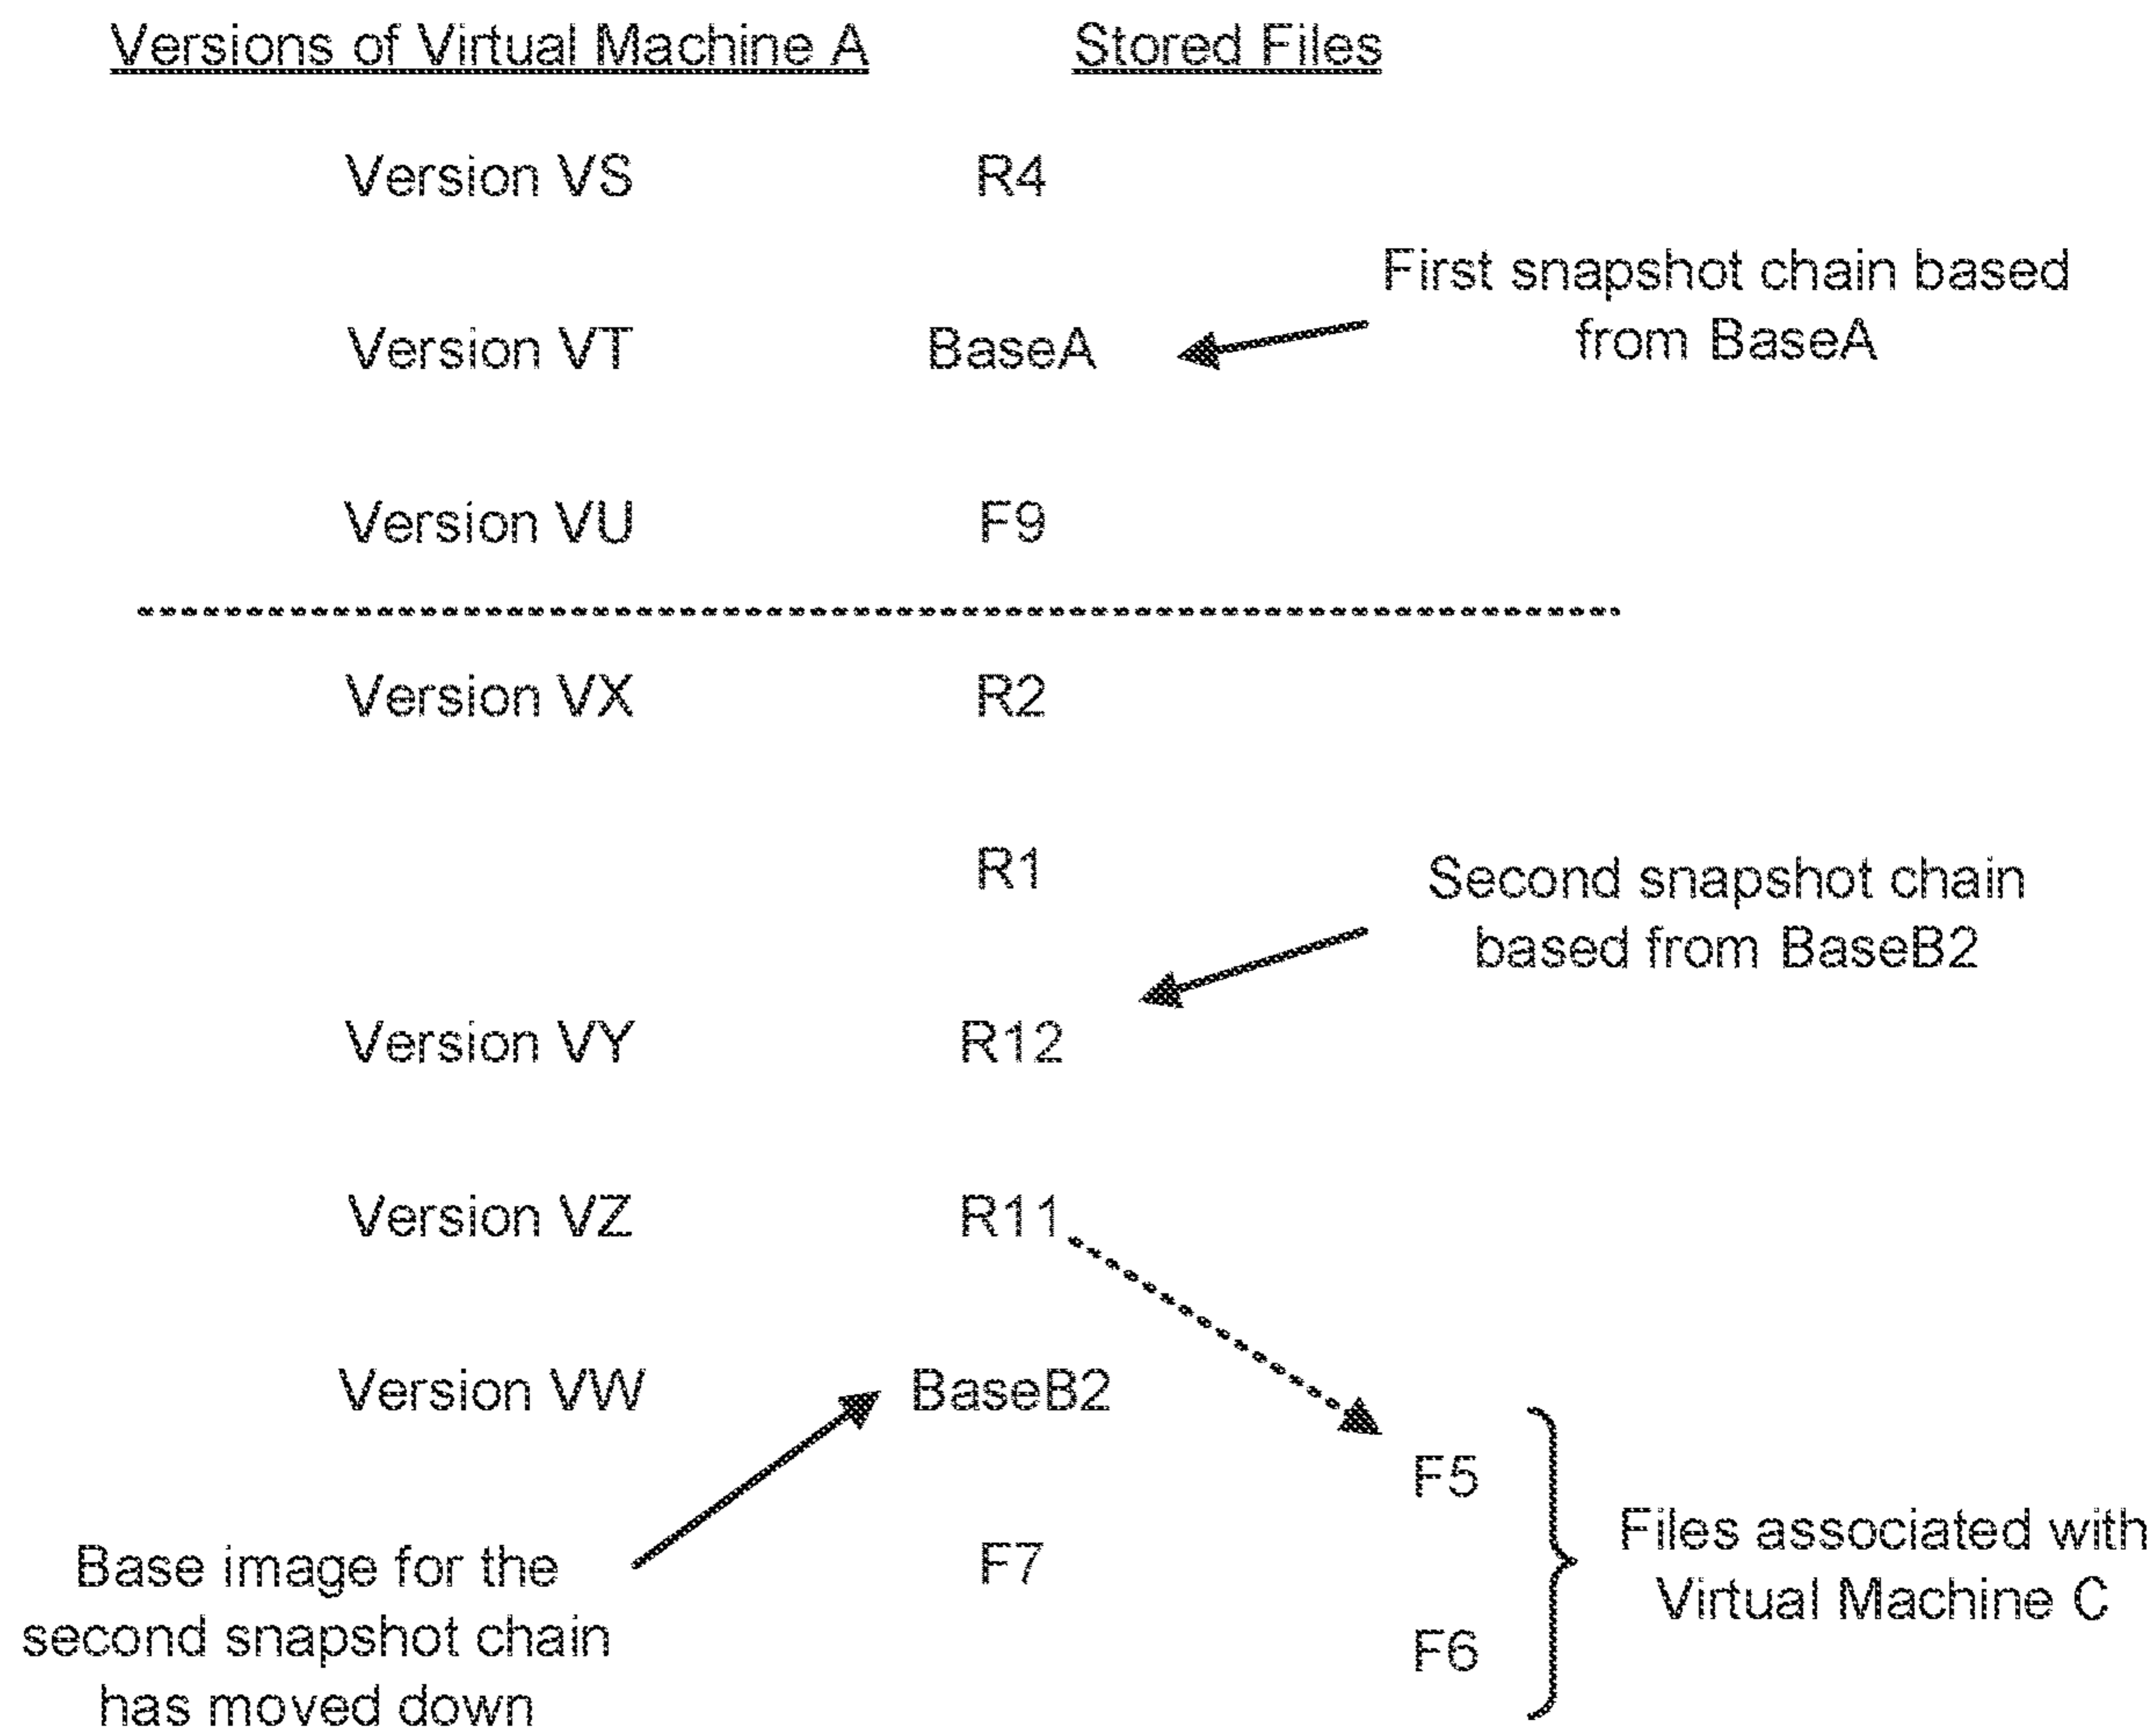 Versions of Virtual Machine A Stored Files
Version VS R4
First snapshot chain based
from BaseA
Version VT BaseA
Version VU F9
Version VX R2
R1
Second snapshot chain
based from BaseB2
Version VY R12
Version VZ R11
Version VW BaseB2
F5
F7
F6
Files associated with
Virtual Machine C
Base image for the
second snapshot chain
has moved down